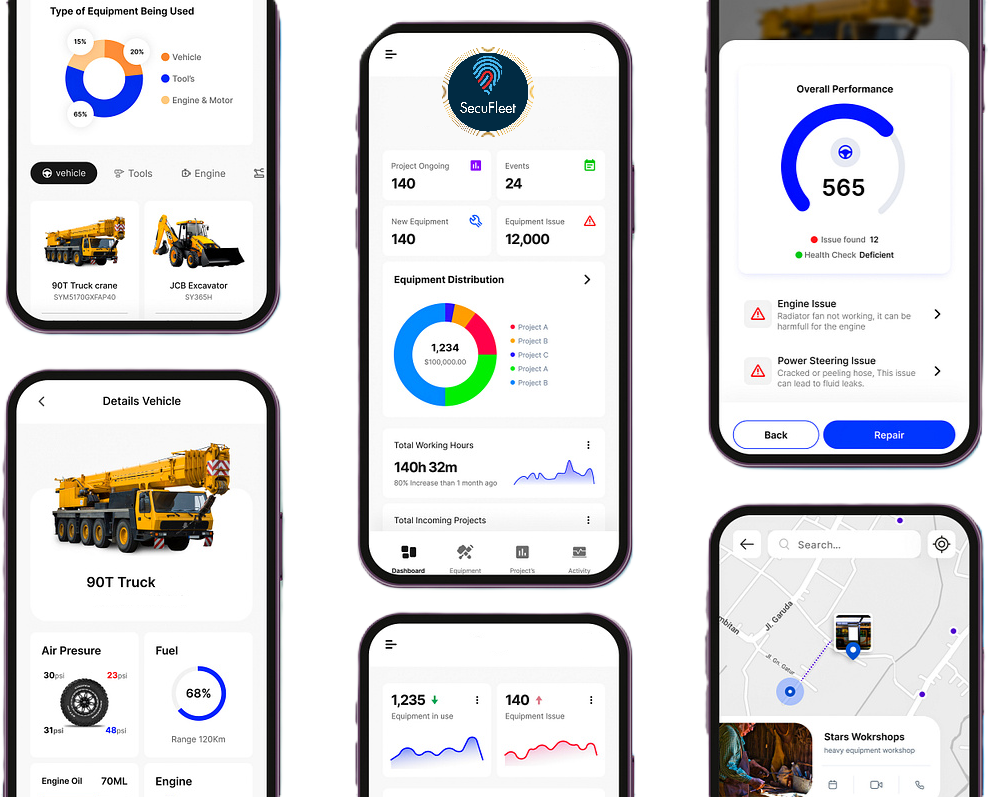 Type of Equipment Being Used
15%
20%
65%
Vehicle
Tool's
Engine & Motor
vehicle
Tools
Engine
90T Truck crane
SYM5170GXFAP40
JCB Excavator
SY365H
Details Vehicle
90T Truck
Air Presure
30psi
23psi
31psi
48psi
Fuel
68%
Range 120Km
Engine Oil
70ML
Engine
SecuFleet
Project Ongoing
140
Events
24
New Equipment
140
Equipment Issue
12,000
Equipment Distribution
1,234
$100,000.00
Project A
Project B
Project C
Project A
Project B
Total Working Hours
140h 32m
80% Increase than 1 month ago
Total Incoming Projects
Dashboard
Equipment
Project's
Activity
1,235
Equipment in use
140
Equipment Issue
Overall Performance
565
Issue found 12
Health Check Deficient
Engine Issue
Radiator fan not working, it can be
harmfull for the engine
Power Steering Issue
Cracked or peeling hose, This issue
can lead to fluid leaks.
Back
Repair
Search...
mbitan
Jl. Garuda
Jl. Gn. Gatur
Stars Wokrshops
heavy equipment workshop